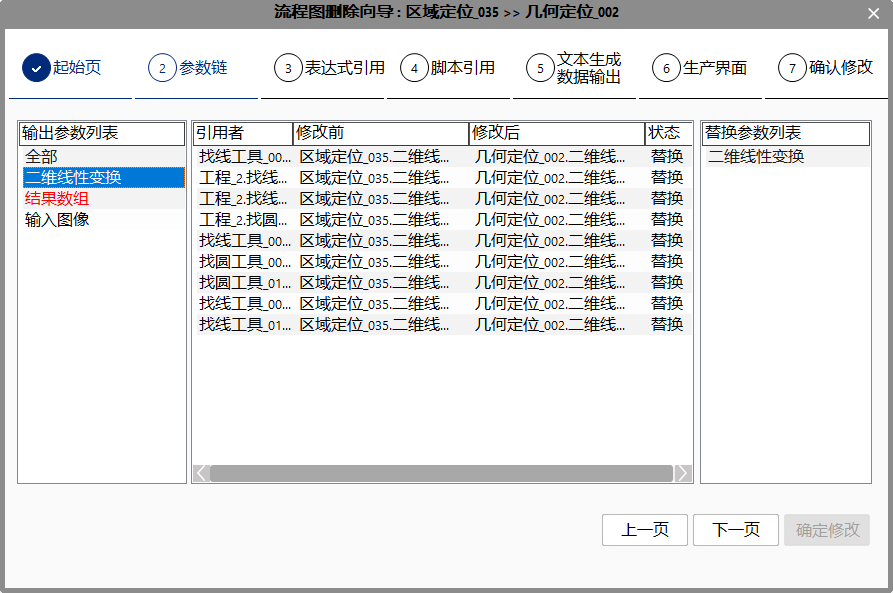 流程图删除向导 : 区域定位_035 >> 几何定位_002
起始页
2 参数链
3 表达式引用
4 脚本引用
5 文本生成
数据输出
6 生产界面
7 确认修改
输出参数列表
全部
二维线性变换
结果数组
输入图像
引用者 修改前 修改后 状态
找线工具_00... 区域定位_035.二维线... 几何定位_002.二维线... 替换
工程_2.找线... 区域定位_035.二维线... 几何定位_002.二维线... 替换
工程_2.找线... 区域定位_035.二维线... 几何定位_002.二维线... 替换
工程_2.找圆... 区域定位_035.二维线... 几何定位_002.二维线... 替换
找线工具_00... 区域定位_035.二维线... 几何定位_002.二维线... 替换
找圆工具_00... 区域定位_035.二维线... 几何定位_002.二维线... 替换
找圆工具_01... 区域定位_035.二维线... 几何定位_002.二维线... 替换
找线工具_00... 区域定位_035.二维线... 几何定位_002.二维线... 替换
找线工具_01... 区域定位_035.二维线... 几何定位_002.二维线... 替换
替换参数列表
二维线性变换
上一页
下一页
确定修改